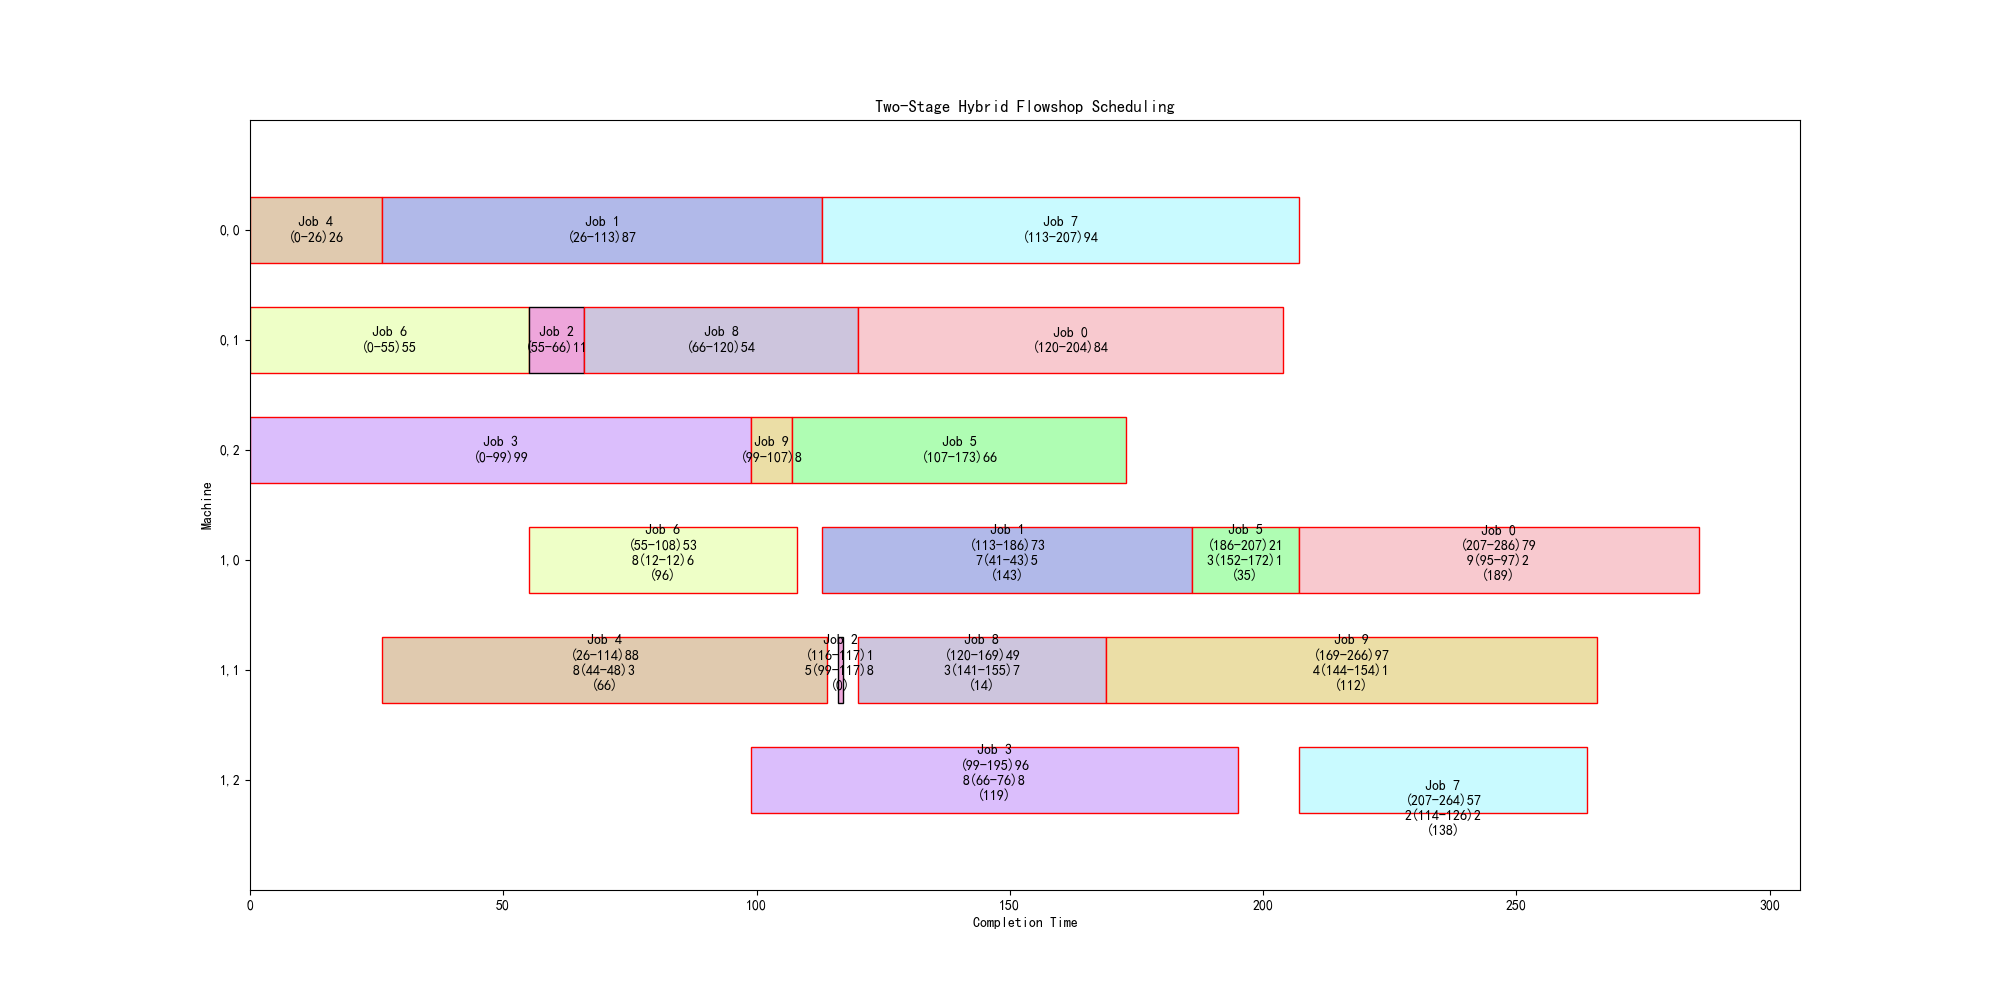 Two-Stage Hybrid Flowshop Scheduling
Machine
0,0
Job 4
(0-26)26
Job 1
(26-113)87
Job 7
(113-207)94
0,1
Job 6
(0-55)55
Job 2
(55-66)11
Job 8
(66-120)54
Job 0
(120-204)84
0,2
Job 3
(0-99)99
Job 9
(99-107)8
Job 5
(107-173)66
1,0
Job 6
(55-108)53
8(12-12)6
(96)
Job 1
(113-186)73
7(41-43)5
(143)
Job 5
(186-207)21
3(152-172)1
(35)
Job 0
(207-286)79
9(95-97)2
(189)
1,1
Job 4
(26-114)88
8(44-48)3
(66)
Job 2
(116-117)1
5(99-117)8
(0)
Job 8
(120-169)49
3(141-155)7
(14)
Job 9
(169-266)97
4(144-154)1
(112)
1,2
Job 3
(99-195)96
8(66-76)8
(119)
Job 7
(207-264)57
2(114-126)2
(138)
0 50 100 150 200 250 300
Completion Time